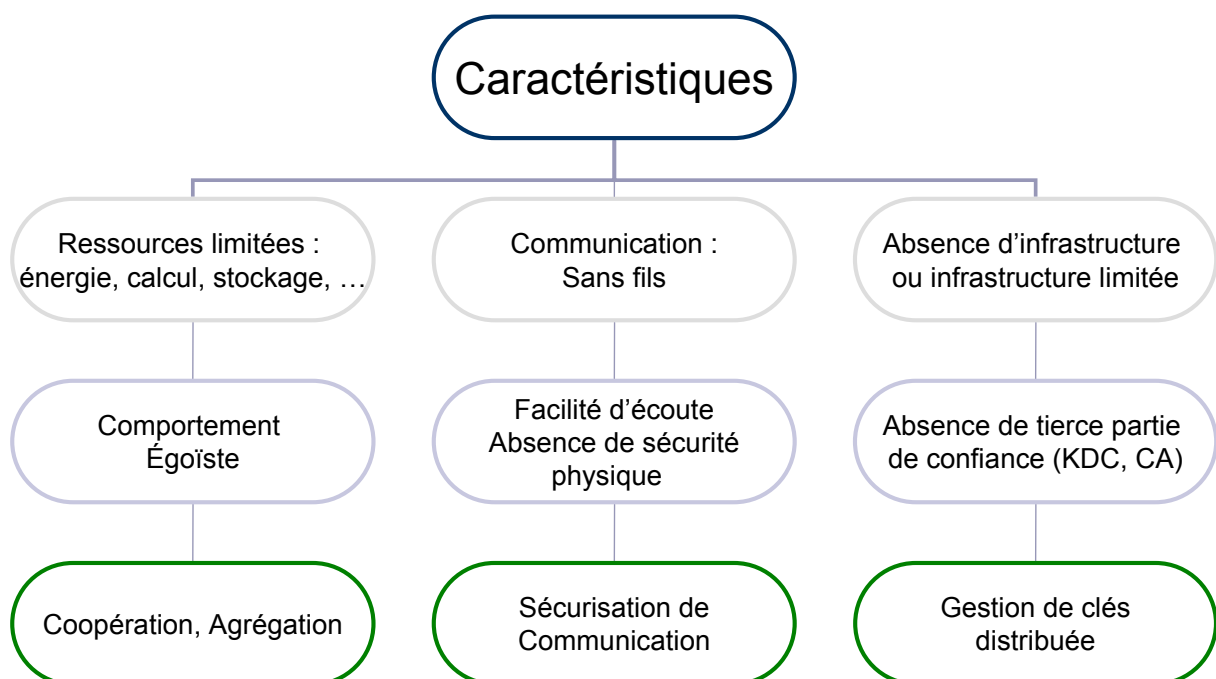 Caractéristiques
Ressources limitées :
énergie, calcul, stockage, …
Communication :
Sans fils
Absence d’infrastructure
ou infrastructure limitée
Comportement
Égoïste
Facilité d’écoute
Absence de sécurité
physique
Absence de tierce partie
de confiance (KDC, CA)
Coopération, Agrégation
Sécurisation de
Communication
Gestion de clés
distribuée